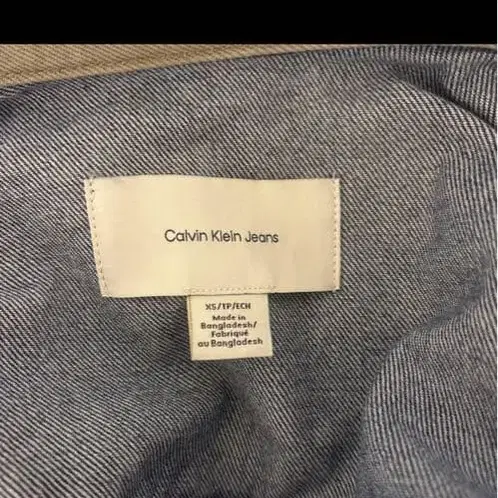 Calvin Klein Jeans
XS/TP/ECH
Made in
Bangladesh/
Fabriqué
au Bangladesh